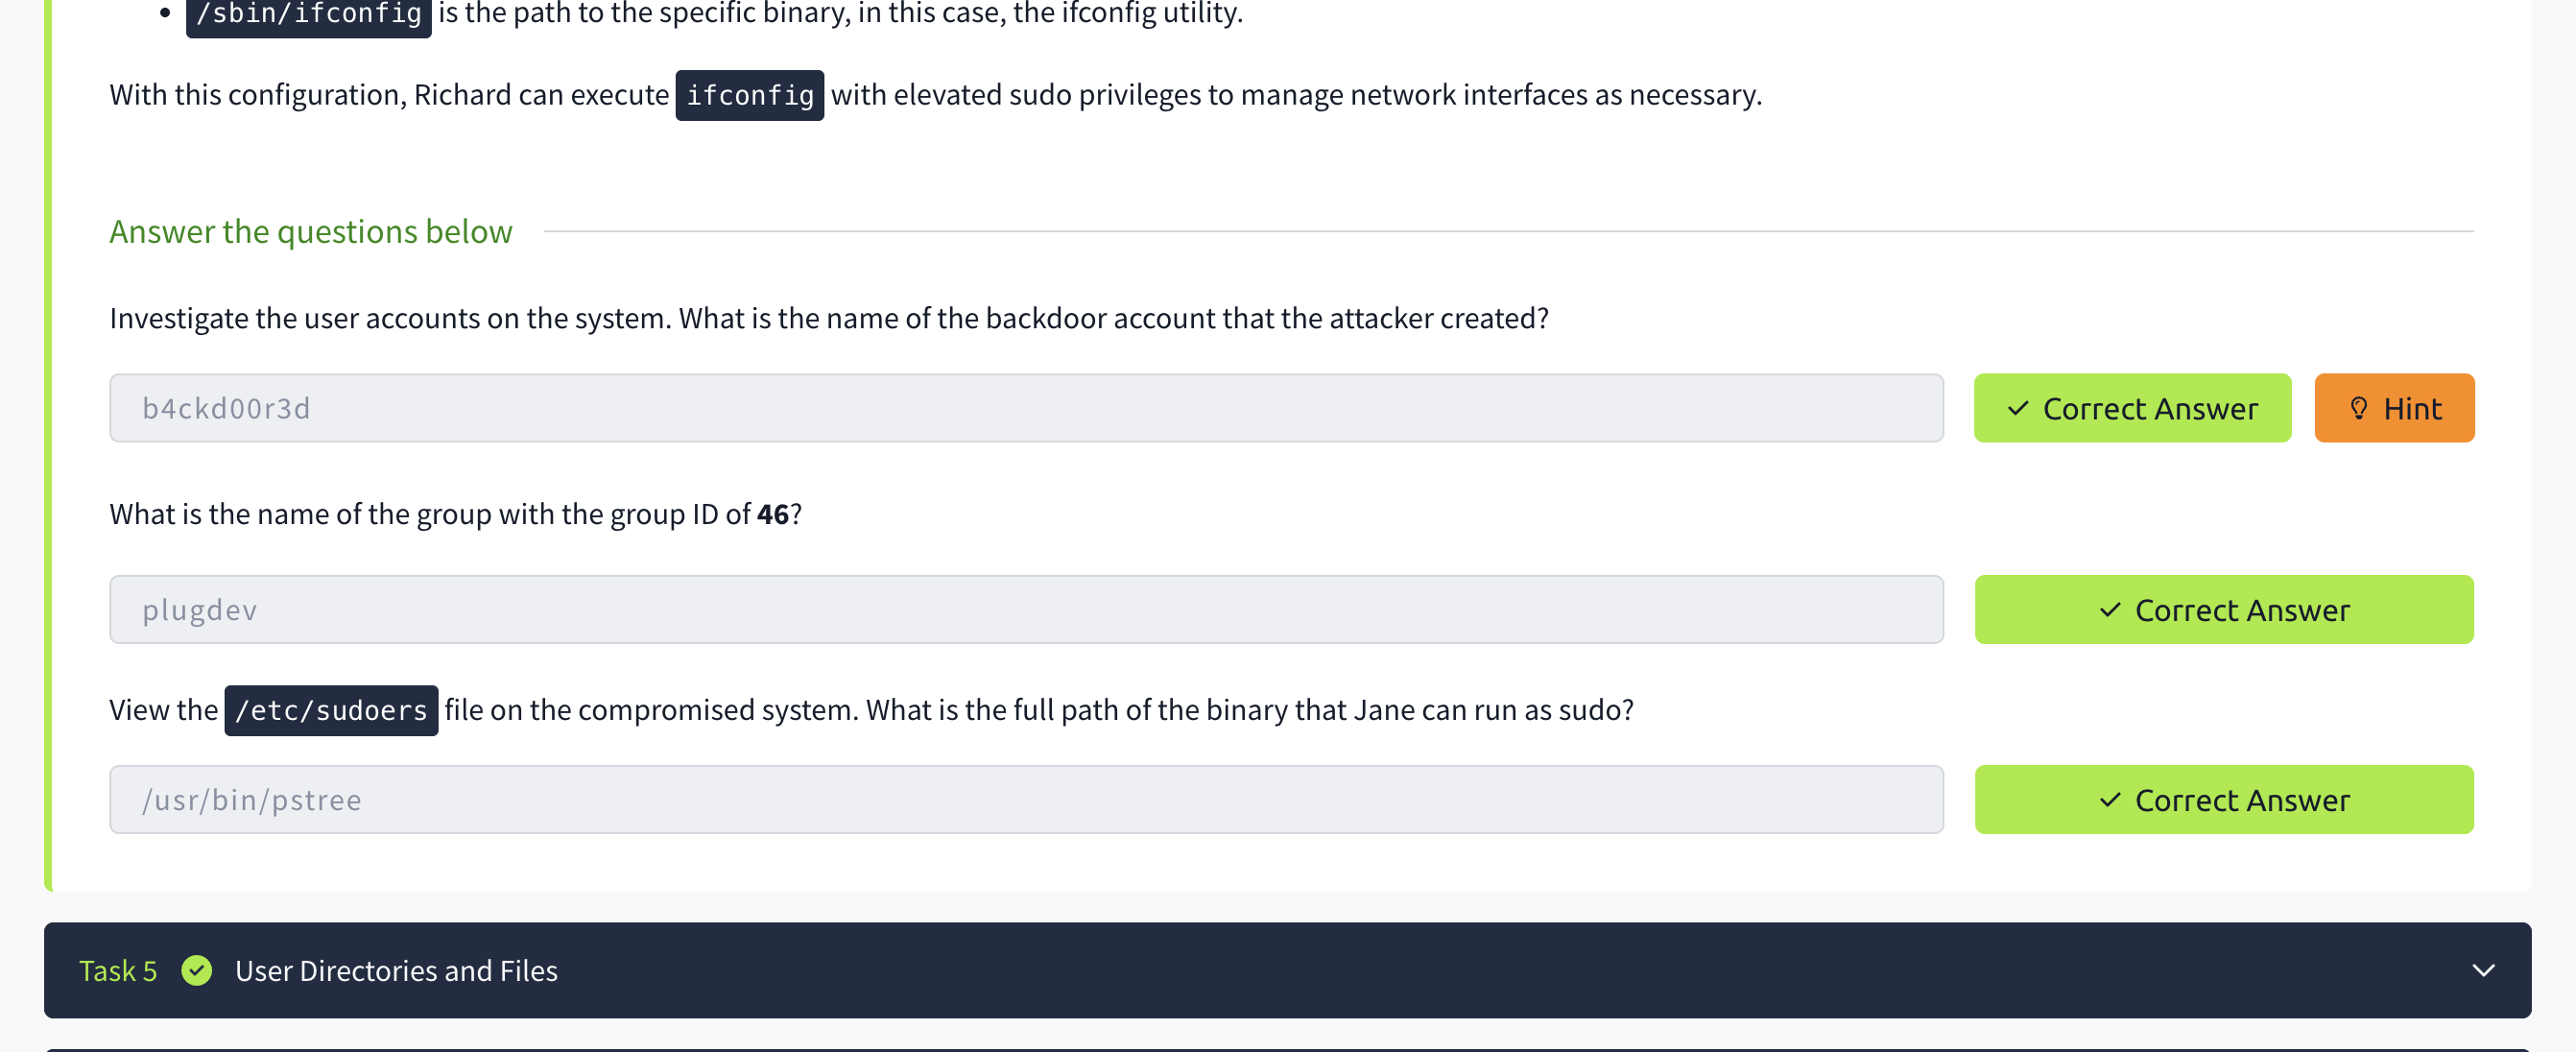 • /sbin/ifconfig is the path to the specific binary, in this case, the ifconfig utility.
With this configuration, Richard can execute ifconfig with elevated sudo privileges to manage network interfaces as necessary.
Answer the questions below
Investigate the user accounts on the system. What is the name of the backdoor account that the attacker created?
b4ckd00r3d ✓ Correct Answer Hint
What is the name of the group with the group ID of 46?
plugdev ✓ Correct Answer
View the /etc/sudoers file on the compromised system. What is the full path of the binary that Jane can run as sudo?
/usr/bin/pstree ✓ Correct Answer
Task 5 User Directories and Files